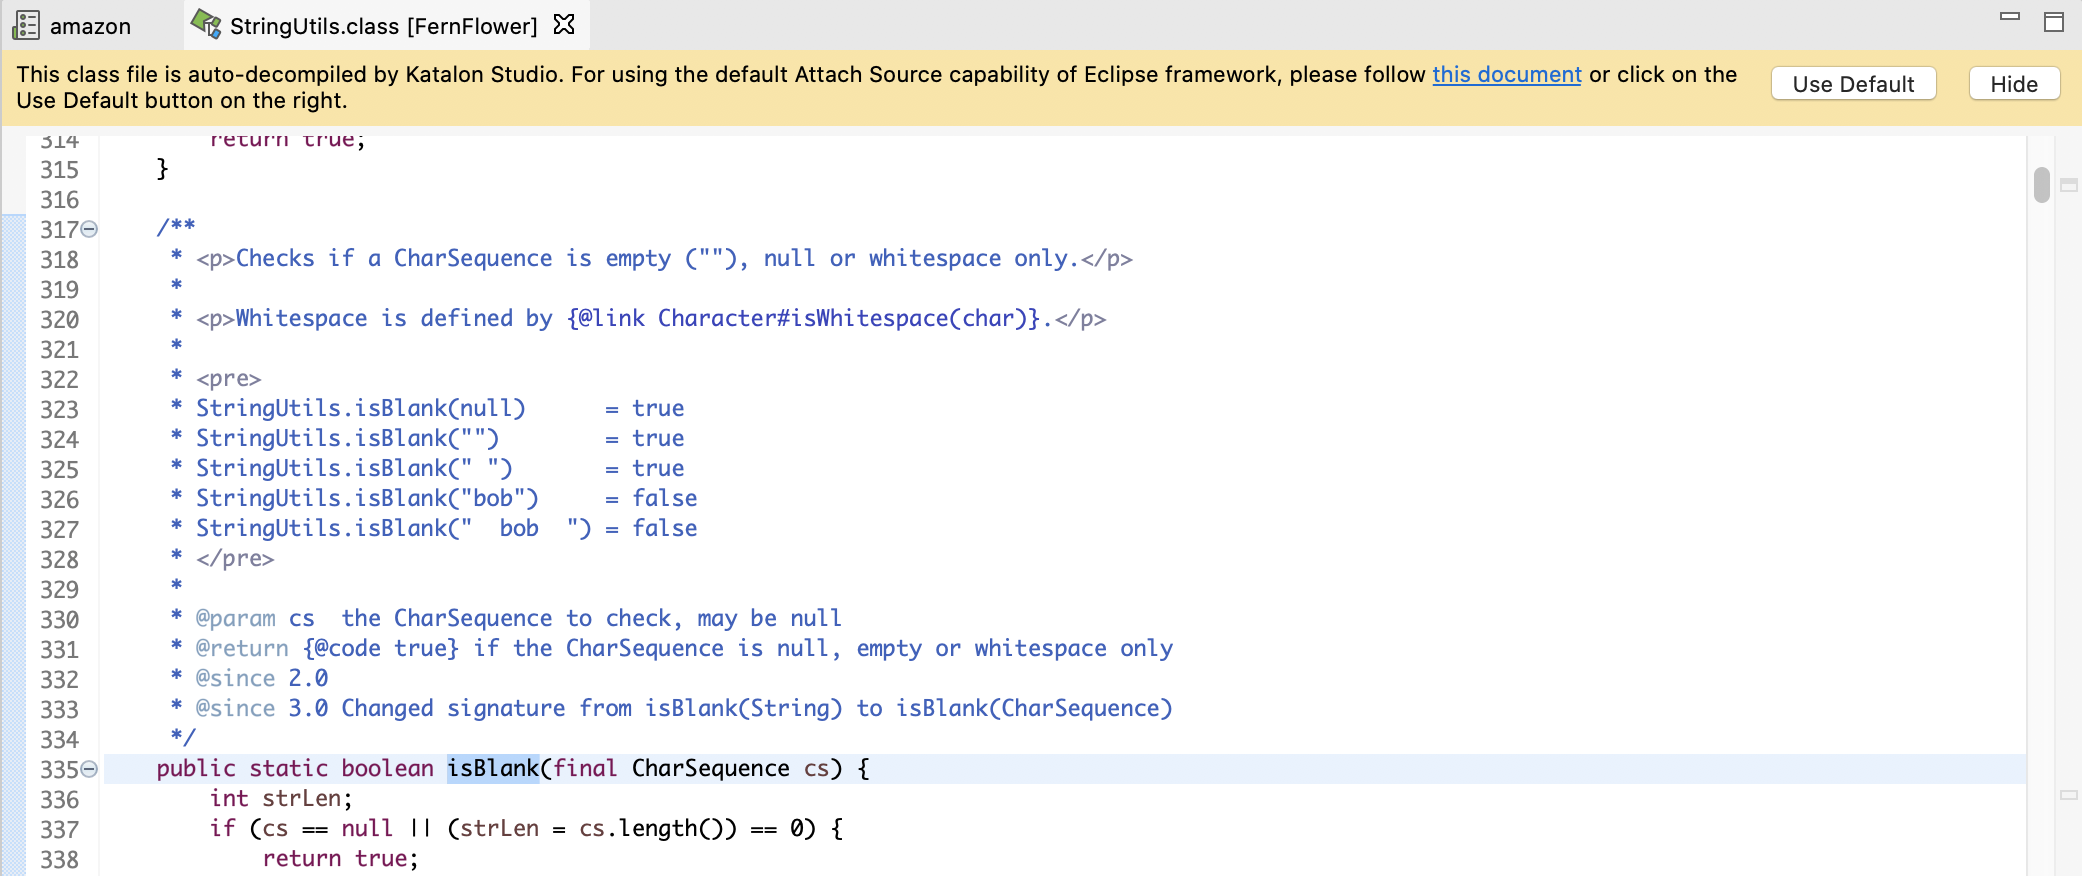 amazon
StringUtils.class [FernFlower]
This class file is auto-decompiled by Katalon Studio. For using the default Attach Source capability of Eclipse framework, please follow this document or click on the
Use Default button on the right.
Use Default
Hide
314         return true;
315     }
316
317     /**
318      * <p>Checks if a CharSequence is empty (""), null or whitespace only.</p>
319      *
320      * <p>Whitespace is defined by {@link Character#isWhitespace(char)}.</p>
321      *
322      * <pre>
323      * StringUtils.isBlank(null)      = true
324      * StringUtils.isBlank("")        = true
325      * StringUtils.isBlank(" ")       = true
326      * StringUtils.isBlank("bob")     = false
327      * StringUtils.isBlank("  bob  ") = false
328      * </pre>
329      *
330      * @param cs  the CharSequence to check, may be null
331      * @return {@code true} if the CharSequence is null, empty or whitespace only
332      * @since 2.0
333      * @since 3.0 Changed signature from isBlank(String) to isBlank(CharSequence)
334      */
335     public static boolean isBlank(final CharSequence cs) {
336         int strLen;
337         if (cs == null || (strLen = cs.length()) == 0) {
338             return true;